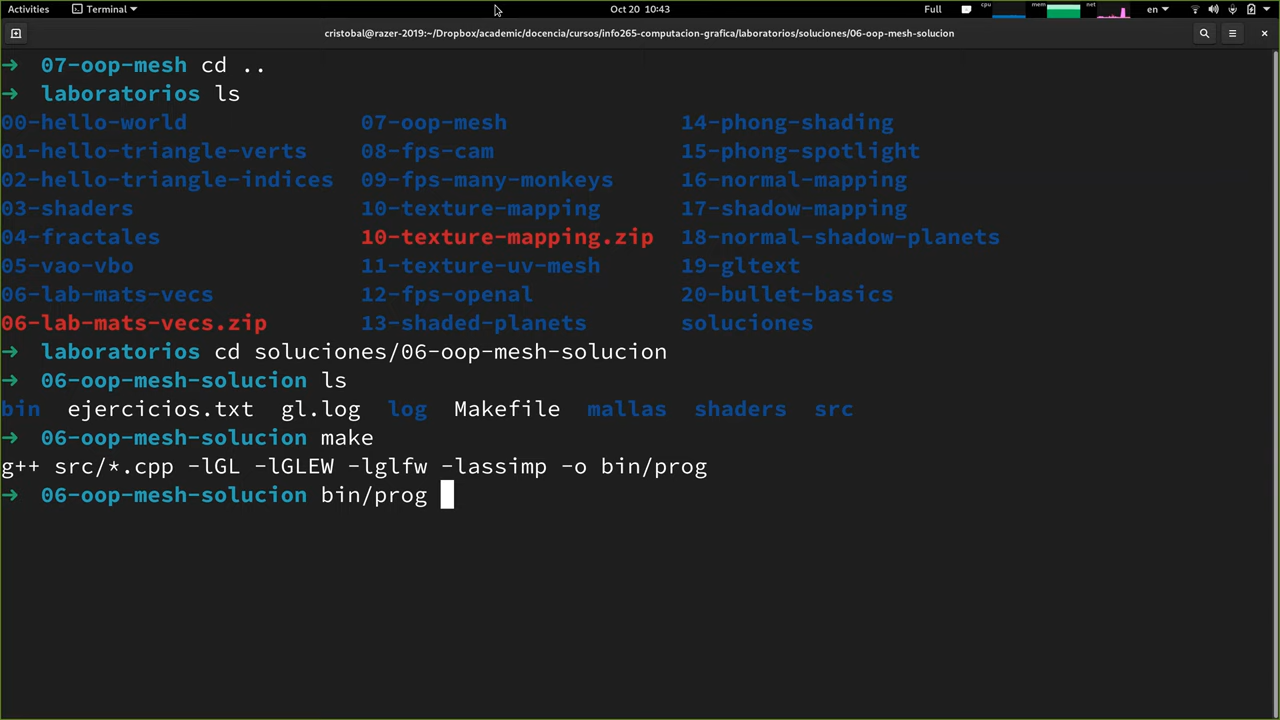 Activities Terminal Oct 20 10:43 Full cpu mem net en
cristobal@razer-2019:~/Dropbox/academic/docencia/cursos/info265-computacion-grafica/laboratorios/soluciones/06-oop-mesh-solucion
→ 07-oop-mesh cd ..
→ laboratorios ls
00-hello-world 07-oop-mesh 14-phong-shading
01-hello-triangle-verts 08-fps-cam 15-phong-spotlight
02-hello-triangle-indices 09-fps-many-monkeys 16-normal-mapping
03-shaders 10-texture-mapping 17-shadow-mapping
04-fractales 10-texture-mapping.zip 18-normal-shadow-planets
05-vao-vbo 11-texture-uv-mesh 19-gltext
06-lab-mats-vecs 12-fps-openal 20-bullet-basics
06-lab-mats-vecs.zip 13-shaded-planets soluciones
→ laboratorios cd soluciones/06-oop-mesh-solucion
→ 06-oop-mesh-solucion ls
bin ejercicios.txt gl.log log Makefile mallas shaders src
→ 06-oop-mesh-solucion make
g++ src/*.cpp -lGL -lGLEW -lglfw -lassimp -o bin/prog
→ 06-oop-mesh-solucion bin/prog